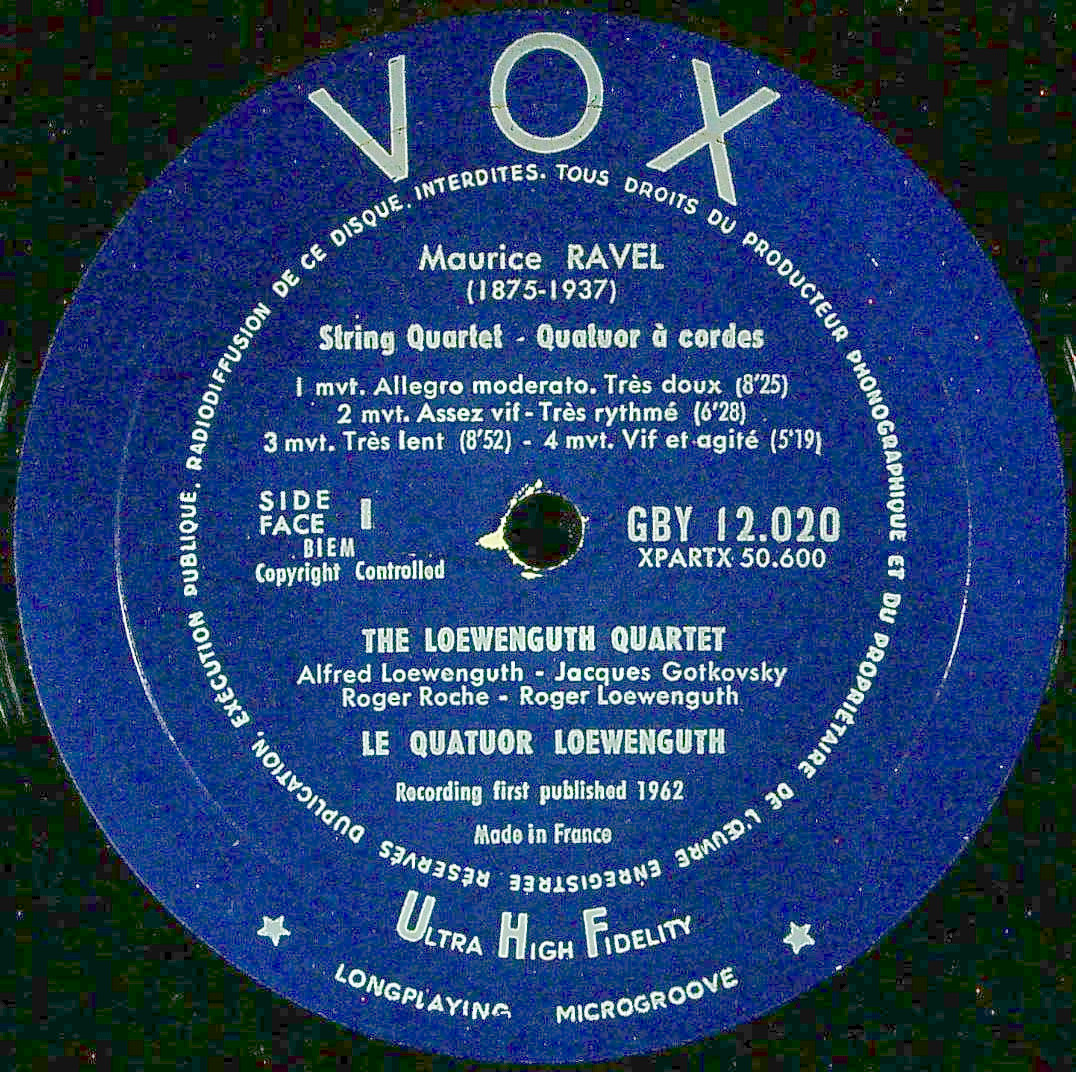 VOX
TOUS DROITS DU PRODUCTEUR PHONOGRAPHIQUE ET DU PROPRIÉTAIRE DE L'ŒUVRE ENREGISTREE RÉSERVÉS DUPLICATION, EXÉCUTION PUBLIQUE, RADIODIFFUSION DE CE DISQUE. INTERDITES.
Maurice RAVEL
(1875-1937)
String Quartet - Quatuor à cordes
1 mvt. Allegro moderato. Très doux (8'25)
2 mvt. Assez vif - Très rythmé (6'28)
3 mvt. Très lent (8'52) - 4 mvt. Vif et agité (5'19)
SIDE
FACE 1
BIEM
Copyright Controlled
GBY 12.020
XPARTX 50.600
THE LOEWENGUTH QUARTET
Alfred Loewenguth - Jacques Gotkovsky
Roger Roche - Roger Loewenguth
LE QUATUOR LOEWENGUTH
Recording first published 1962
Made in France
ULTRA HIGH FIDELITY
LONGPLAYING MICROGROOVE